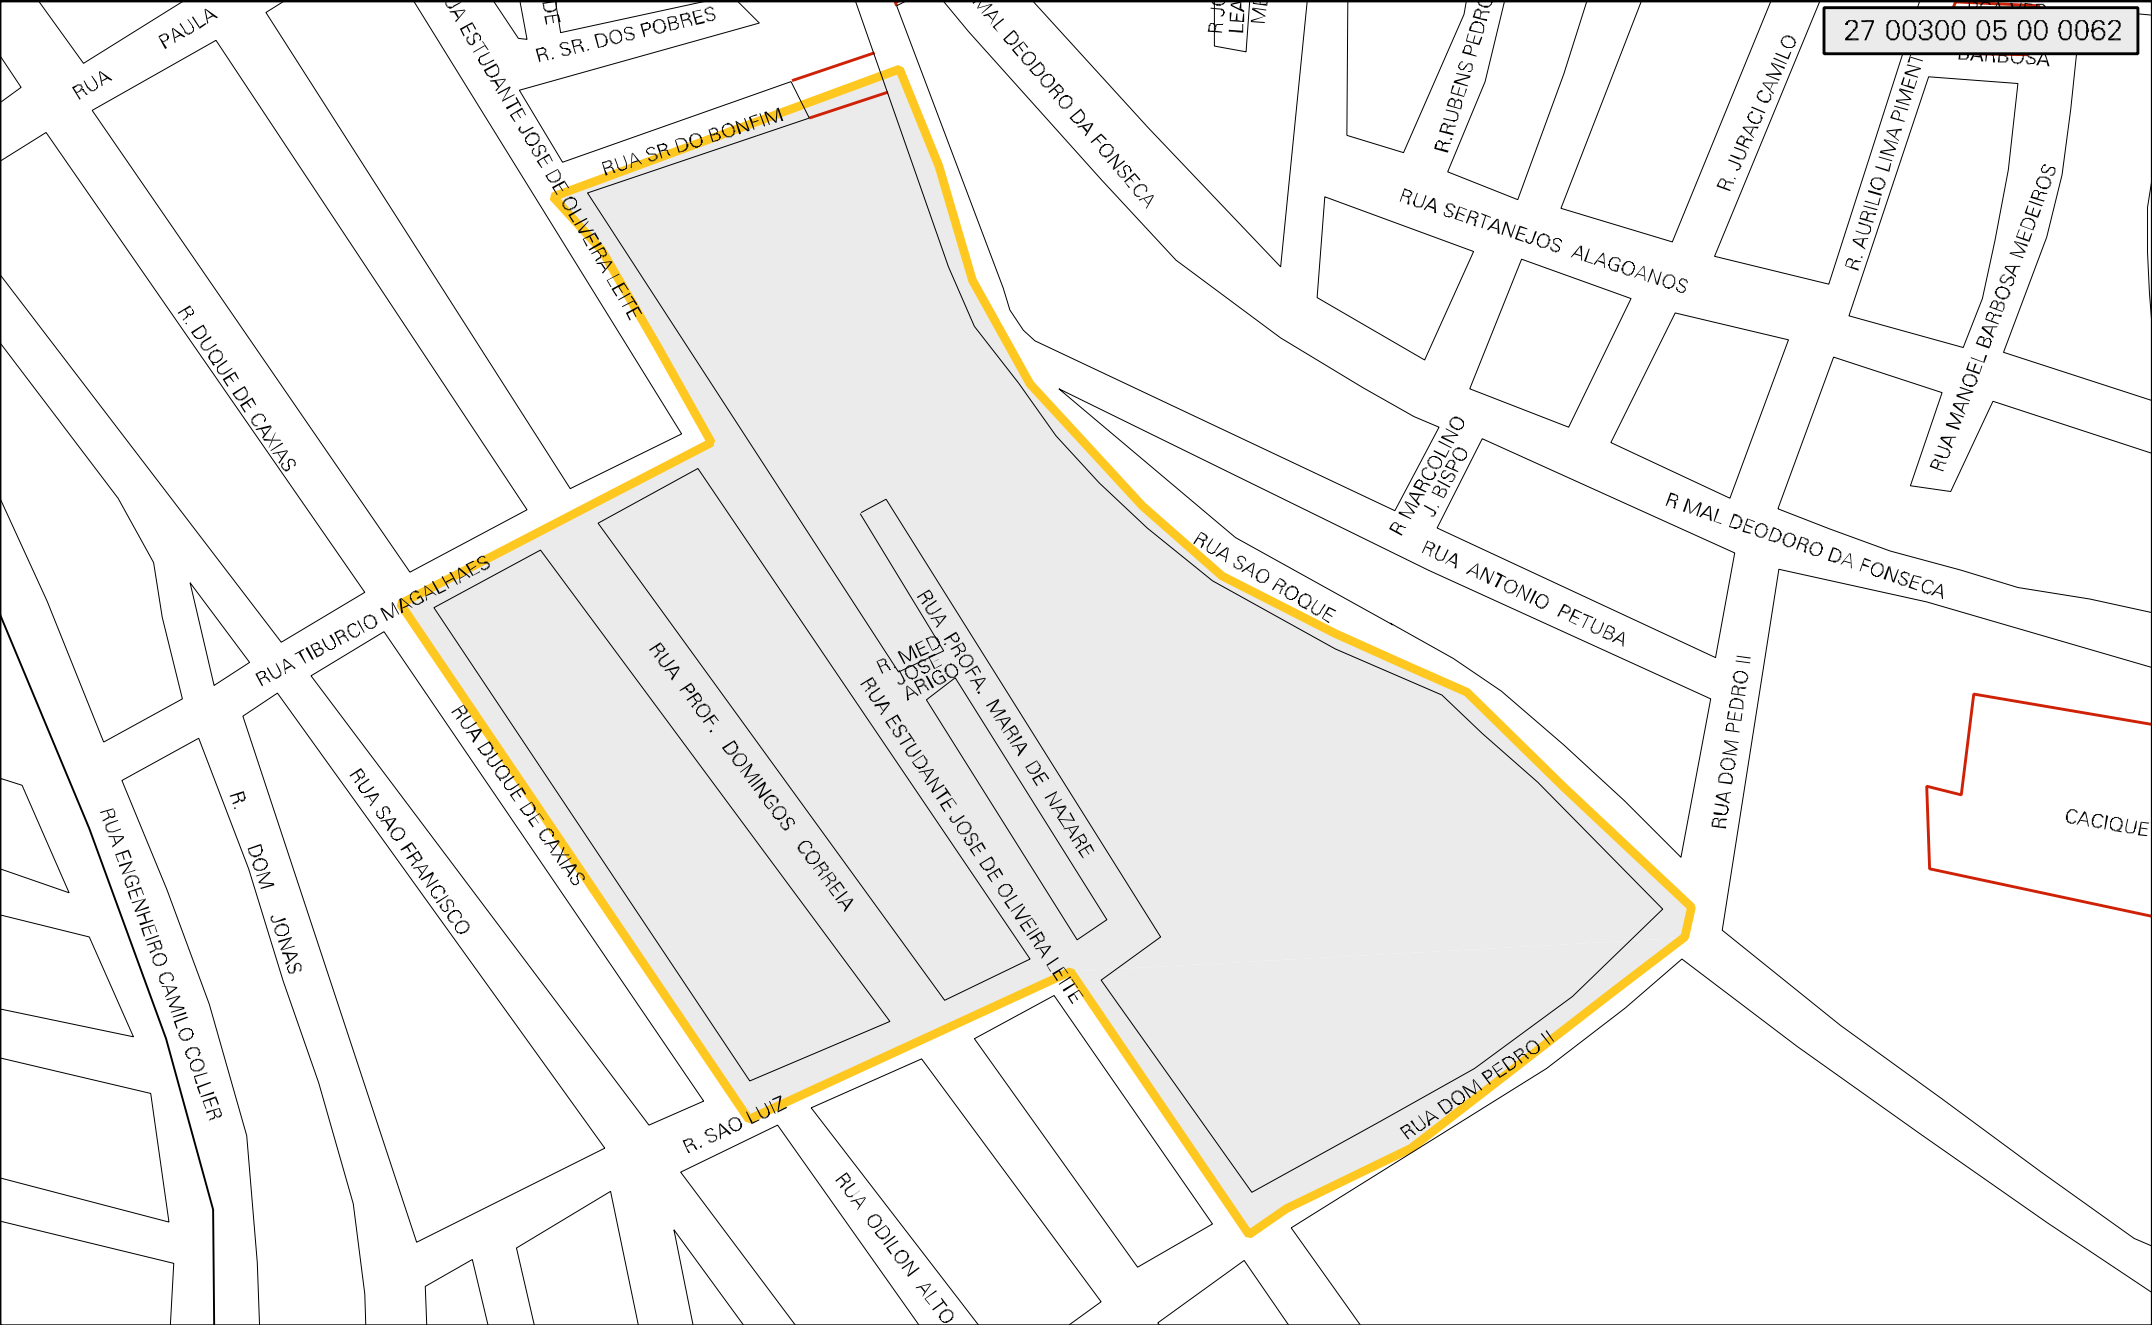 27 00300 05 00 0062
RUA PAULA
R. SR. DOS POBRES
DE
RUA SR DO BONFIM
RUA ESTUDANTE JOSE DE OLIVEIRA LEITE
MAL DEODORO DA FONSECA
R.RUBENS PEDRO
R. JURACI CAMILO
R. AURILIO LIMA PIMENT
BARBOSA
RUA MANOEL BARBOSA MEDEIROS
RUA SERTANEJOS ALAGOANOS
R. DUQUE DE CAXIAS
R MARCOLINO
J. BISPO
R MAL DEODORO DA FONSECA
RUA ANTONIO PETUBA
RUA SAO ROQUE
RUA TIBURCIO MAGALHAES
RUA PROFA. MARIA DE NAZARE
R. MED
JOSE
ARIGO
RUA PROF. DOMINGOS CORREIA
RUA ESTUDANTE JOSE DE OLIVEIRA LEITE
RUA DUQUE DE CAXIAS
RUA DOM PEDRO II
CACIQUE
RUA SAO FRANCISCO
R. DOM JONAS
RUA ENGENHEIRO CAMILO COLLIER
R. SAO LUIZ
RUA DOM PEDRO II
RUA ODILON ALTO